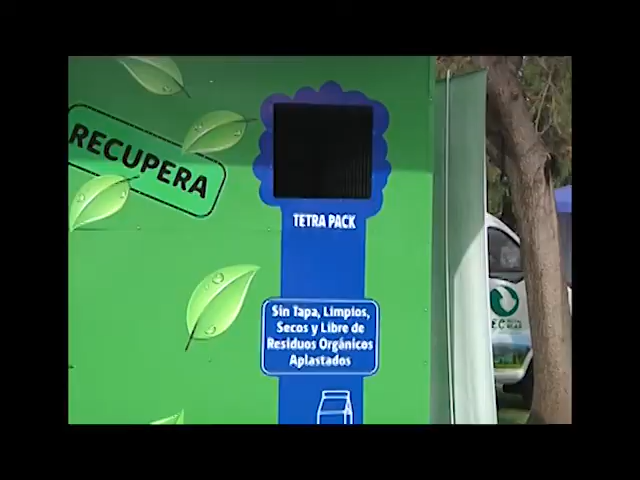 RECUPERA
TETRA PACK
Sin Tapa, Limpios,
Secos y Libre de
Residuos Orgánicos
Aplastados